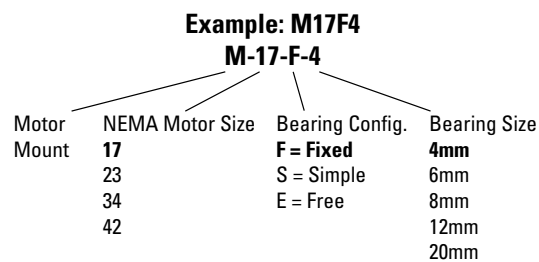 Example: M17F4
M-17-F-4
Motor NEMA Motor Size Bearing Config. Bearing Size
Mount 17 F = Fixed 4mm
23 S = Simple 6mm
34 E = Free 8mm
42 12mm
20mm